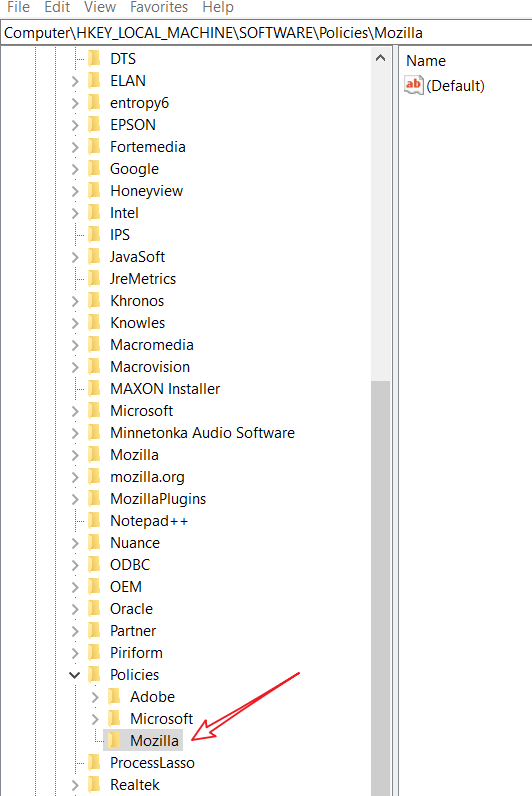 File Edit View Favorites Help
Computer\HKEY_LOCAL_MACHINE\SOFTWARE\Policies\Mozilla
Name
ab (Default)
DTS
ELAN
entropy6
EPSON
Fortemedia
Google
Honeyview
Intel
IPS
JavaSoft
JreMetrics
Khronos
Knowles
Macromedia
Macrovision
MAXON Installer
Microsoft
Minnetonka Audio Software
Mozilla
mozilla.org
MozillaPlugins
Notepad++
Nuance
ODBC
OEM
Oracle
Partner
Piriform
Policies
Adobe
Microsoft
Mozilla
ProcessLasso
Realtek